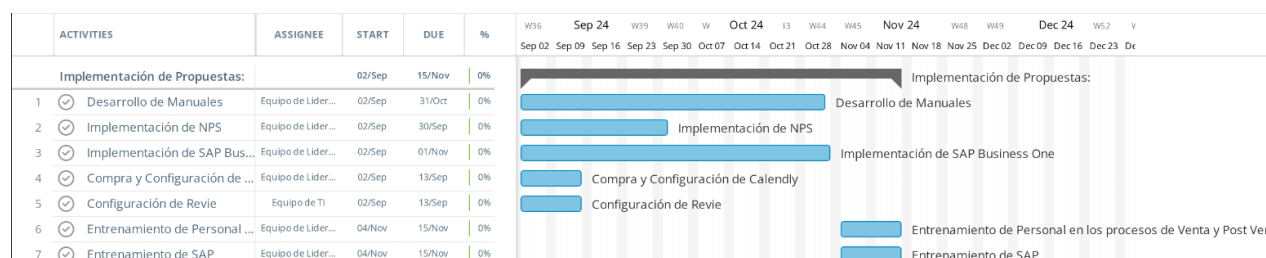 W36 Sep 24 W39 W40 W Oct 24 I3 W44 W45 Nov 24 W48 W49 Dec 24 W52
ACTIVITIES ASSIGNEE START DUE %
Sep 02 Sep 09 Sep 16 Sep 23 Sep 30 Oct 07 Oct 14 Oct 21 Oct 28 Nov 04 Nov 11 Nov 18 Nov 25 Dec 02 Dec 09 Dec 16 Dec 23 De
Implementación de Propuestas: 02/Sep 15/Nov 0% Implementación de Propuestas:
1 Desarrollo de Manuales Equipo de Lider... 02/Sep 31/Oct 0% Desarrollo de Manuales
2 Implementación de NPS Equipo de Lider... 02/Sep 30/Sep 0% Implementación de NPS
3 Implementación de SAP Bus... Equipo de Lider... 02/Sep 01/Nov 0% Implementación de SAP Business One
4 Compra y Configuración de ... Equipo de Lider... 02/Sep 13/Sep 0% Compra y Configuración de Calendly
5 Configuración de Revie Equipo de TI 02/Sep 13/Sep 0% Configuración de Revie
6 Entrenamiento de Personal ... Equipo de Lider... 04/Nov 15/Nov 0% Entrenamiento de Personal en los procesos de Venta y Post Ve
7 Entrenamiento de SAP Equipo de Lider... 04/Nov 15/Nov 0% Entrenamiento de SAP